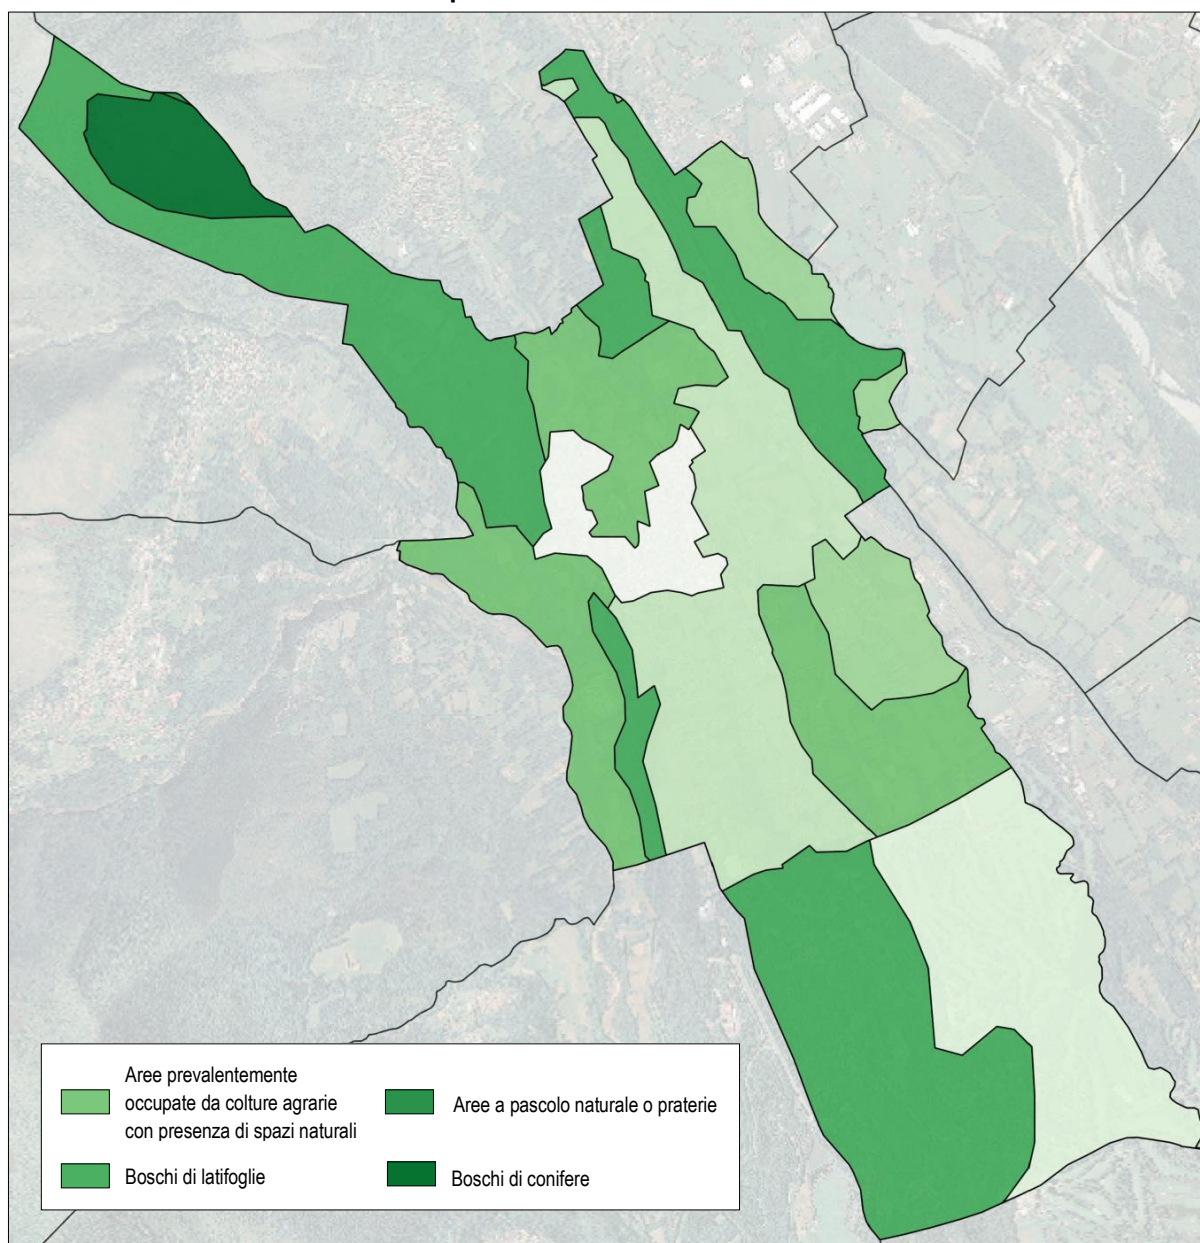 Aree prevalentemente
occupate da colture agrarie
con presenza di spazi naturali
Boschi di latifoglie
Aree a pascolo naturale o praterie
Boschi di conifere